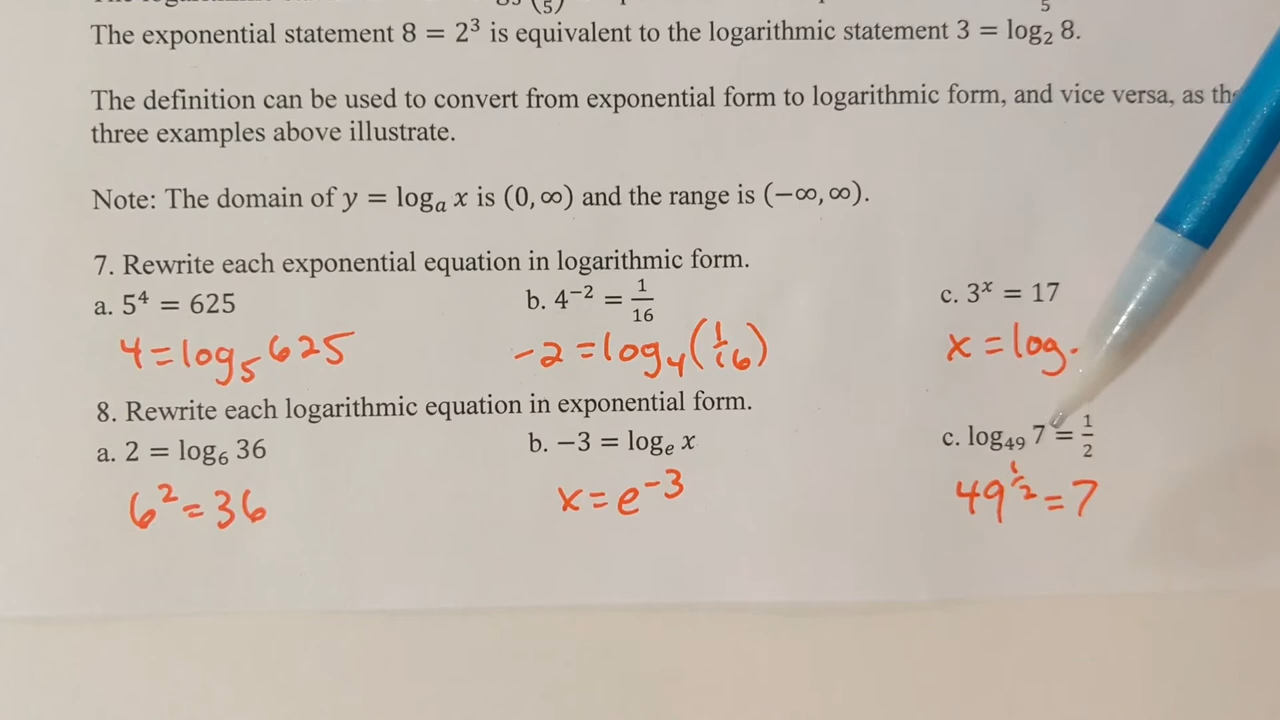 The exponential statement 8 = 2³ is equivalent to the logarithmic statement 3 = log₂ 8.
The definition can be used to convert from exponential form to logarithmic form, and vice versa, as the
three examples above illustrate.
Note: The domain of y = logₐ x is (0, ∞) and the range is (−∞, ∞).
7. Rewrite each exponential equation in logarithmic form.
a. 5⁴ = 625 b. 4⁻² = 1/16 c. 3ˣ = 17
4 = log₅ 625 -2 = log₄(1/16) x = log
8. Rewrite each logarithmic equation in exponential form.
a. 2 = log₆ 36 b. −3 = logₑ x c. log₄₉ 7 = 1/2
6² = 36 x = e⁻³ 49^1/2 = 7